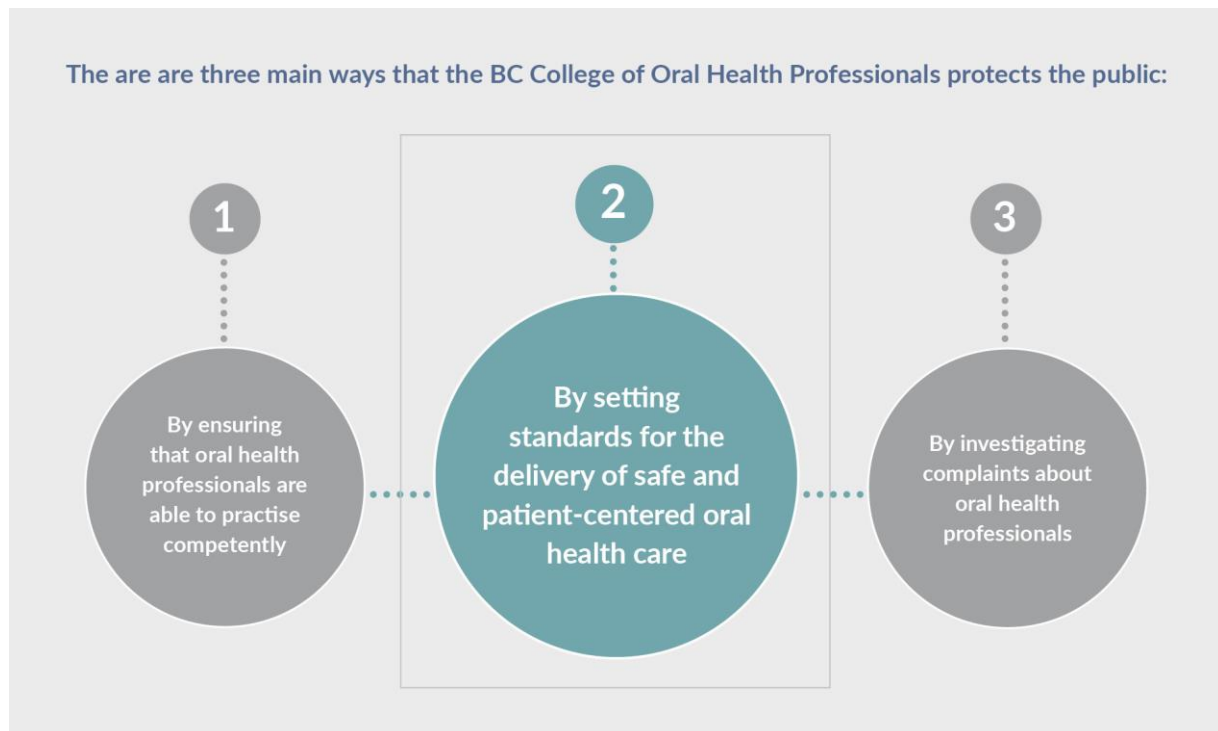 The are are three main ways that the BC College of Oral Health Professionals protects the public:
1
By ensuring
that oral health
professionals are
able to practise
competently
2
By setting
standards for the
delivery of safe and
patient-centered oral
health care
3
By investigating
complaints about
oral health
professionals